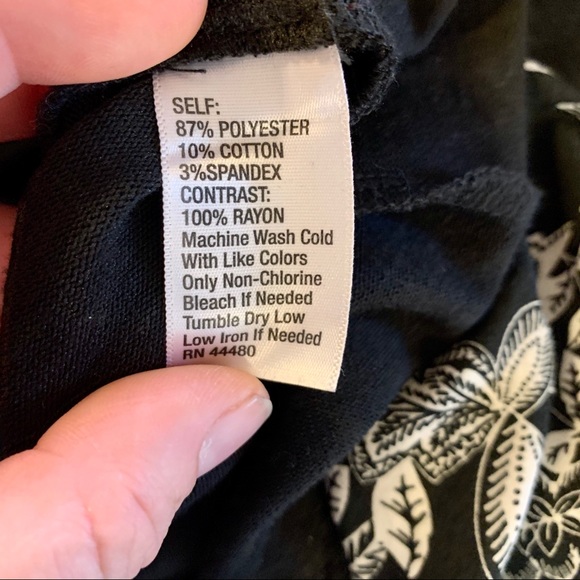 SELF:
87% POLYESTER
10% COTTON
3%SPANDEX
CONTRAST:
100% RAYON
Machine Wash Cold
With Like Colors
Only Non-Chlorine
Bleach If Needed
Tumble Dry Low
Low Iron If Needed
RN 44480